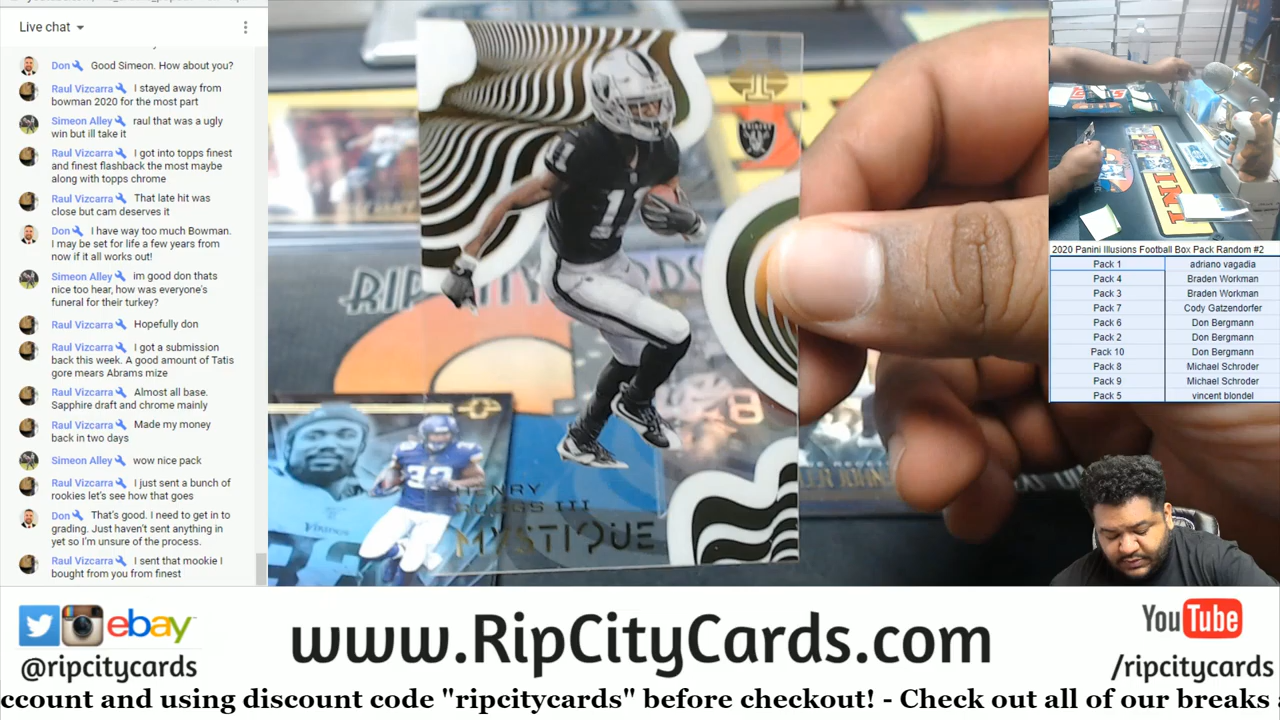 Live chat
Don Good Simeon. How about you?
Raul Vizcarra I stayed away from
bowman 2020 for the most part
Simeon Alley raul that was a ugly
win but ill take it
Raul Vizcarra I got into topps finest
and finest flashback the most maybe
along with topps chrome
Raul Vizcarra That late hit was
close but cam deserves it
Don I have way too much Bowman.
I may be set for life a few years from
now if it all works out!
Simeon Alley im good don thats
nice too hear, how was everyone's
funeral for their turkey?
Raul Vizcarra Hopefully don
Raul Vizcarra I got a submission
back this week. A good amount of Tatis
gore mears Abrams mize
Raul Vizcarra Almost all base.
Sapphire draft and chrome mainly
Raul Vizcarra Made my money
back in two days
Simeon Alley wow nice pack
Raul Vizcarra I just sent a bunch of
rookies let's see how that goes
Don That's good. I need to get in to
grading. Just haven't sent anything in
yet so I'm unsure of the process.
Raul Vizcarra I sent that mookie I
bought from you from finest
RAIDERS
11
RIP CITY CARDS
33
Vikings
HENRY
RUGGS III
MYSTIQUE
2020 Panini Illusions Football Box Pack Random #2
Pack 1 adriano vagadia
Pack 4 Braden Workman
Pack 3 Braden Workman
Pack 7 Cody Gatzendorfer
Pack 6 Don Bergmann
Pack 2 Don Bergmann
Pack 10 Don Bergmann
Pack 8 Michael Schroder
Pack 9 Michael Schroder
Pack 5 vincent blondel
ebay
@ripcitycards
www.RipCityCards.com
YouTube
/ripcitycards
ccount and using discount code "ripcitycards" before checkout! - Check out all of our breaks